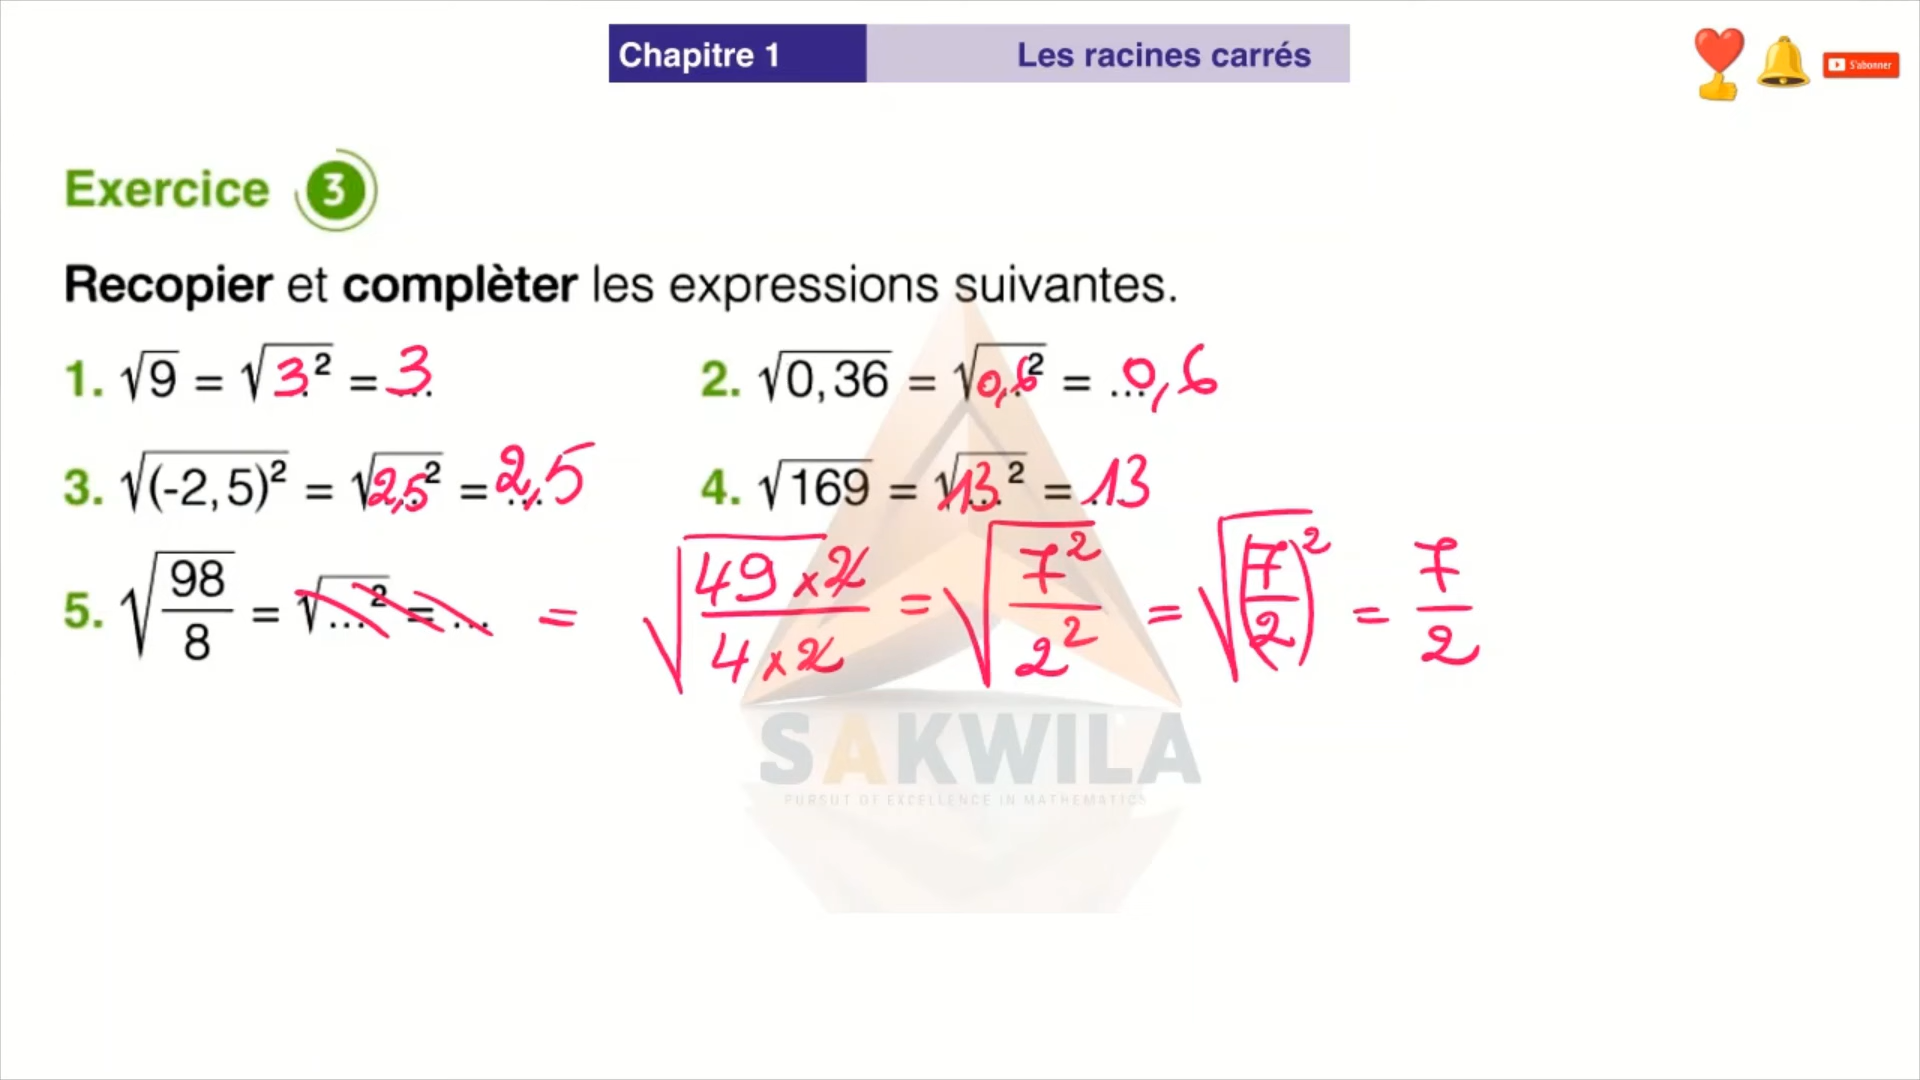 Chapitre 1 Les racines carrés
S'abonner
Exercice 3
Recopier et complèter les expressions suivantes.
1. √9 = √3² = 3 2. √0,36 = √0,6² = ...0,6
3. √(-2,5)² = √2,5² = 2,5 4. √169 = √13² = 13
5. √(98/8) = √...² = ... = √(49×2/4×2) = √(7²/2²) = √(7/2)² = 7/2
SAKWILA
PURSUT OF EXCELLENCE IN MATHEMATICS